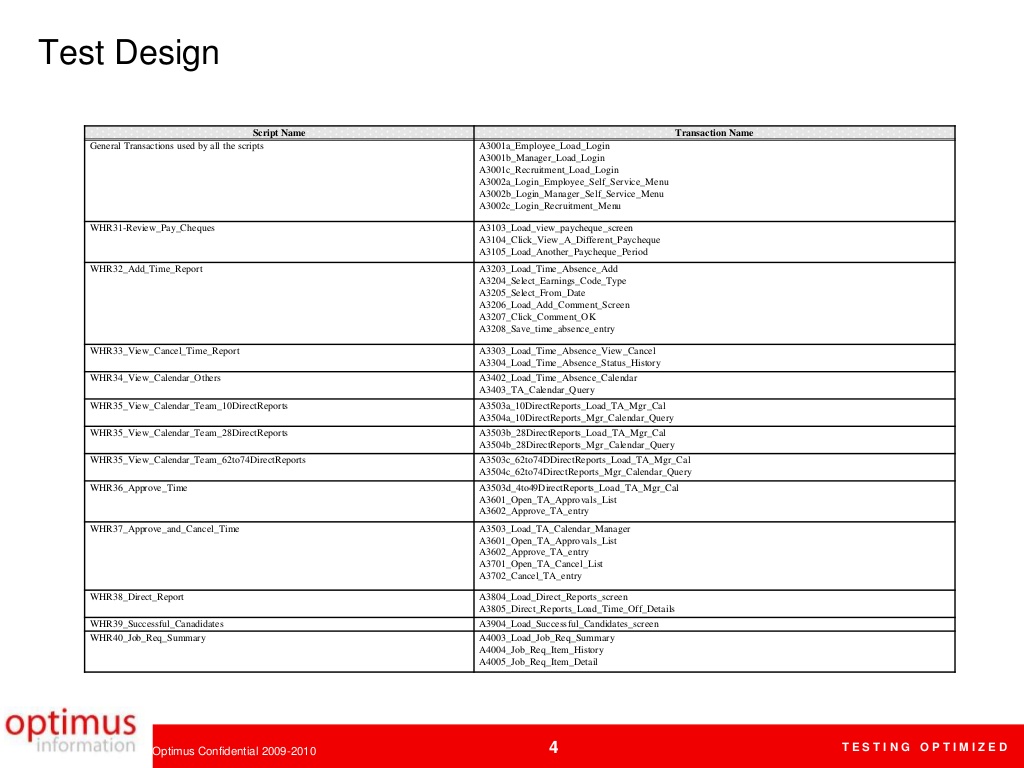 Test Design
Script Name Transaction Name
General Transactions used by all the scripts A3001a_Employee_Load_Login
A3001b_Manager_Load_Login
A3001c_Recruitment_Load_Login
A3002a_Login_Employee_Self_Service_Menu
A3002b_Login_Manager_Self_Service_Menu
A3002c_Login_Recruitment_Menu
WHR31-Review_Pay_Cheques A3103_Load_view_paycheque_screen
A3104_Click_View_A_Different_Paycheque
A3105_Load_Another_Paycheque_Period
WHR32_Add_Time_Report A3203_Load_Time_Absence_Add
A3204_Select_Earnings_Code_Type
A3205_Select_From_Date
A3206_Load_Add_Comment_Screen
A3207_Click_Comment_OK
A3208_Save_time_absence_entry
WHR33_View_Cancel_Time_Report A3303_Load_Time_Absence_View_Cancel
A3304_Load_Time_Absence_Status_History
WHR34_View_Calendar_Others A3402_Load_Time_Absence_Calendar
A3403_TA_Calendar_Query
WHR35_View_Calendar_Team_10DirectReports A3503a_10DirectReports_Load_TA_Mgr_Cal
A3504a_10DirectReports_Mgr_Calendar_Query
WHR35_View_Calendar_Team_28DirectReports A3503b_28DirectReports_Load_TA_Mgr_Cal
A3504b_28DirectReports_Mgr_Calendar_Query
WHR35_View_Calendar_Team_62to74DirectReports A3503c_62to74DDirectReports_Load_TA_Mgr_Cal
A3504c_62to74DirectReports_Mgr_Calendar_Query
WHR36_Approve_Time A3503d_4to49DirectReports_Load_TA_Mgr_Cal
A3601_Open_TA_Approvals_List
A3602_Approve_TA_entry
WHR37_Approve_and_Cancel_Time A3503_Load_TA_Calendar_Manager
A3601_Open_TA_Approvals_List
A3602_Approve_TA_entry
A3701_Open_TA_Cancel_List
A3702_Cancel_TA_entry
WHR38_Direct_Report A3804_Load_Direct_Reports_screen
A3805_Direct_Reports_Load_Time_Off_Details
WHR39_Successful_Canadidates A3904_Load_Successful_Candidates_screen
WHR40_Job_Req_Summary A4003_Load_Job_Req_Summary
A4004_Job_Req_Item_History
A4005_Job_Req_Item_Detail
optimus
information
Optimus Confidential 2009-2010 4 TESTING OPTIMIZED